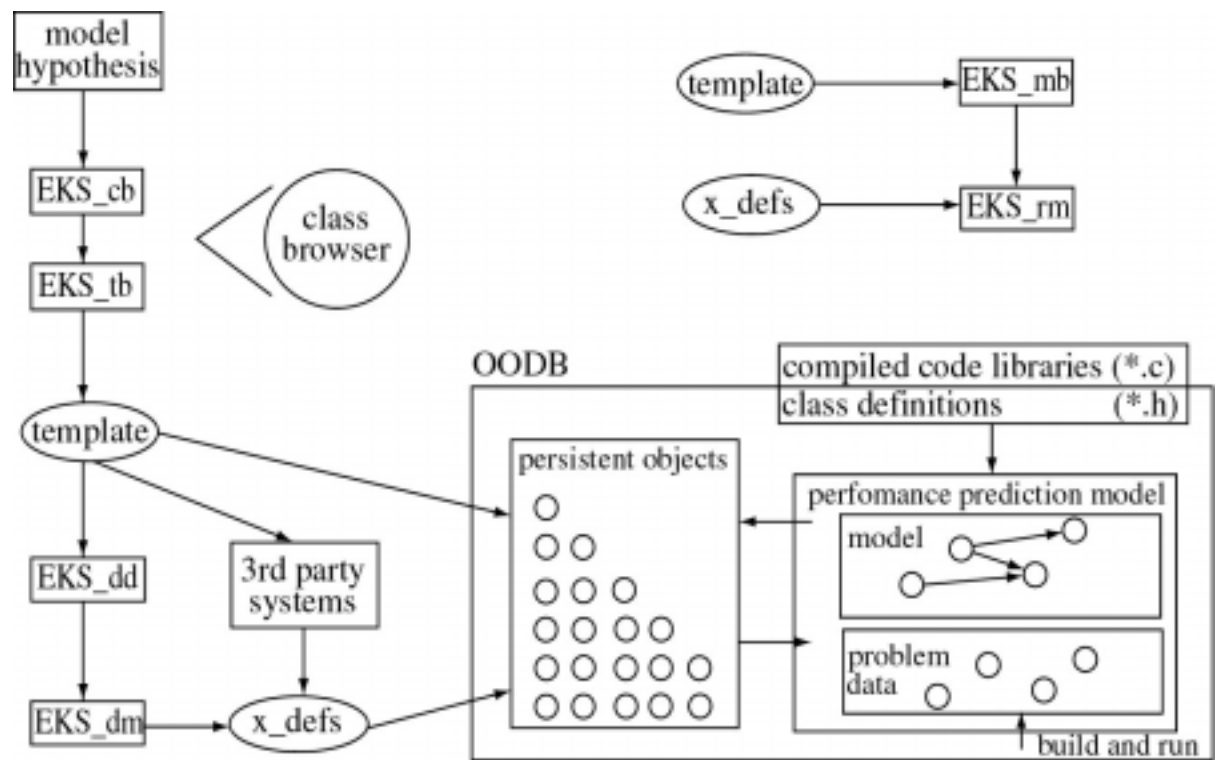 model
hypothesis
EKS_cb
EKS_tb
class
browser
template
EKS_mb
x_defs
EKS_rm
template
EKS_dd
3rd party
systems
EKS_dm
x_defs
OODB
compiled code libraries (*.c)
class definitions (*.h)
persistent objects
perfomance prediction model
model
problem
data
build and run